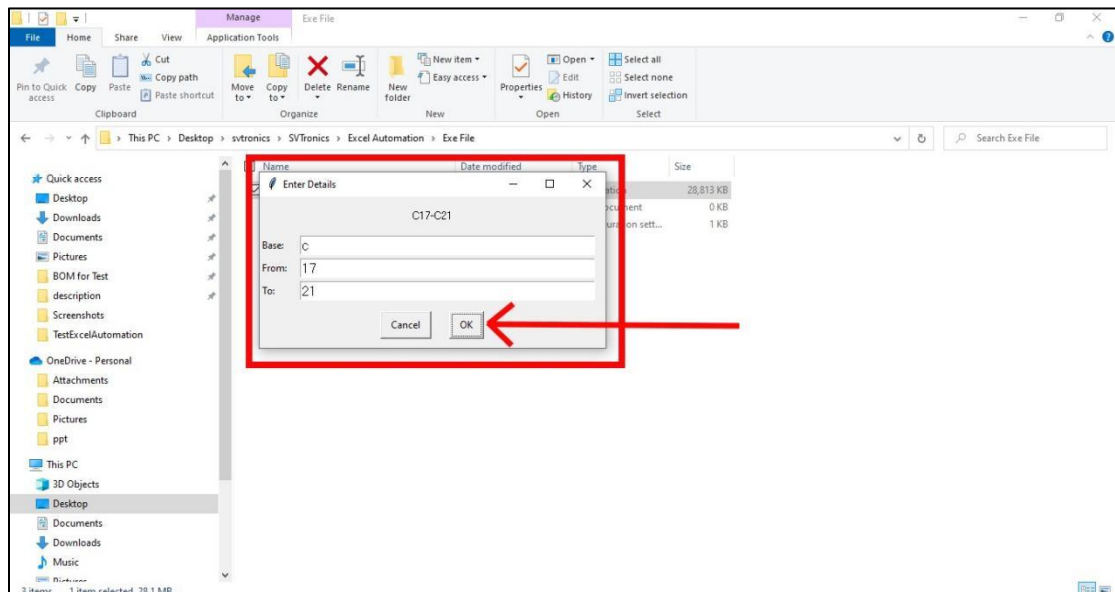 Manage
Exe File
File
Home
Share
View
Application Tools
Pin to Quick access
Copy
Paste
Cut
Copy path
Paste shortcut
Clipboard
Move to
Copy to
Delete
Rename
Organize
New folder
New item
Easy access
New
Properties
Open
Edit
History
Open
Select all
Select none
Invert selection
Select
This PC > Desktop > svtronics > SVTronics > Excel Automation > Exe File
Search Exe File
Name
Date modified
Type
Size
28,813 KB
0 KB
uration sett...
1 KB
Enter Details
C17-C21
Base: C
From: 17
To: 21
Cancel
OK
Quick access
Desktop
Downloads
Documents
Pictures
BOM for Test
description
Screenshots
TestExcelAutomation
OneDrive - Personal
Attachments
Documents
Pictures
ppt
This PC
3D Objects
Desktop
Documents
Downloads
Music
Pictures
3 items
1 item selected 28.1 MB